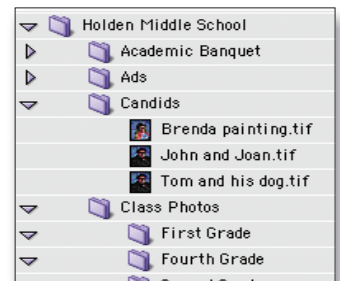 Holden Middle School
Academic Banquet
Ads
Candids
Brenda painting.tif
John and Joan.tif
Tom and his dog.tif
Class Photos
First Grade
Fourth Grade